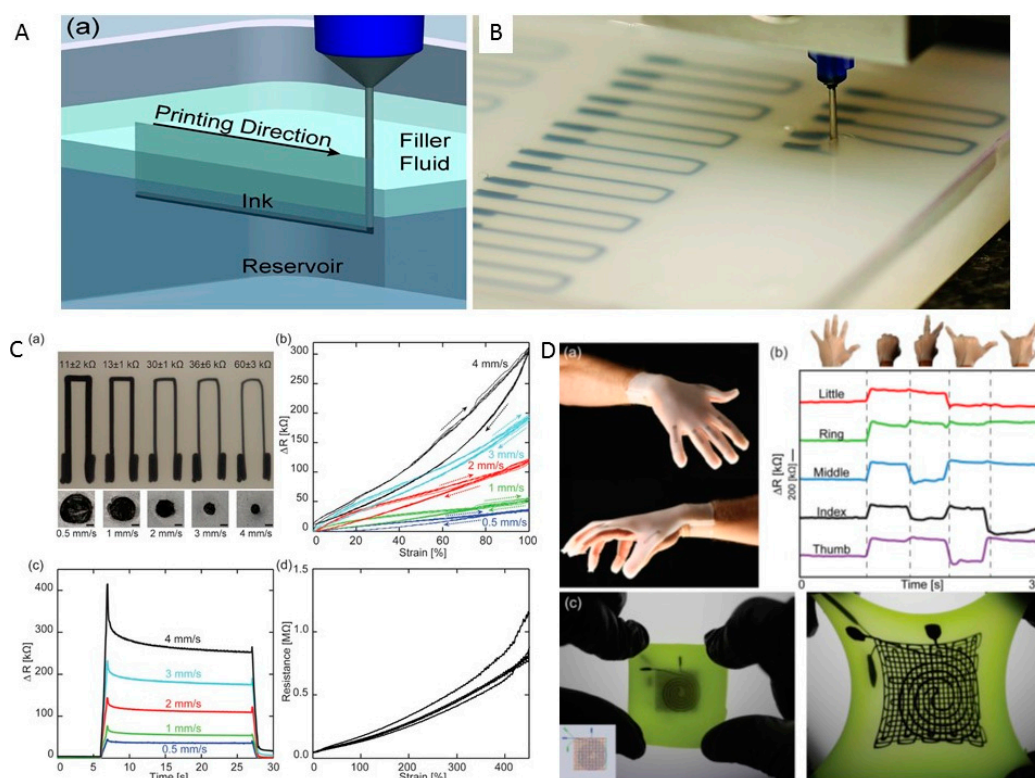 A
(a)
Printing Direction
Filler
Fluid
Ink
Reservoir
B
C
(a)
11±2 kΩ 13±1 kΩ 30±1 kΩ 36±6 kΩ 60±3 kΩ
0.5 mm/s 1 mm/s 2 mm/s 3 mm/s 4 mm/s
(b)
300
250
200
150
100
50
0
ΔR [kΩ]
4 mm/s
3 mm/s
2 mm/s
1 mm/s
0.5 mm/s
0 20 40 60 80 100
Strain [%]
(c)
400
300
200
100
0
ΔR [kΩ]
4 mm/s
3 mm/s
2 mm/s
1 mm/s
0.5 mm/s
0 5 10 15 20 25 30
Time [s]
(d)
1.5
1.0
0.5
0.0
Resistance [MΩ]
0 100 200 300 400
Strain [%]
D
(a)
(b)
Little
Ring
Middle
Index
Thumb
ΔR [kΩ]
200 [kΩ]
0 Time [s] 3
(c)